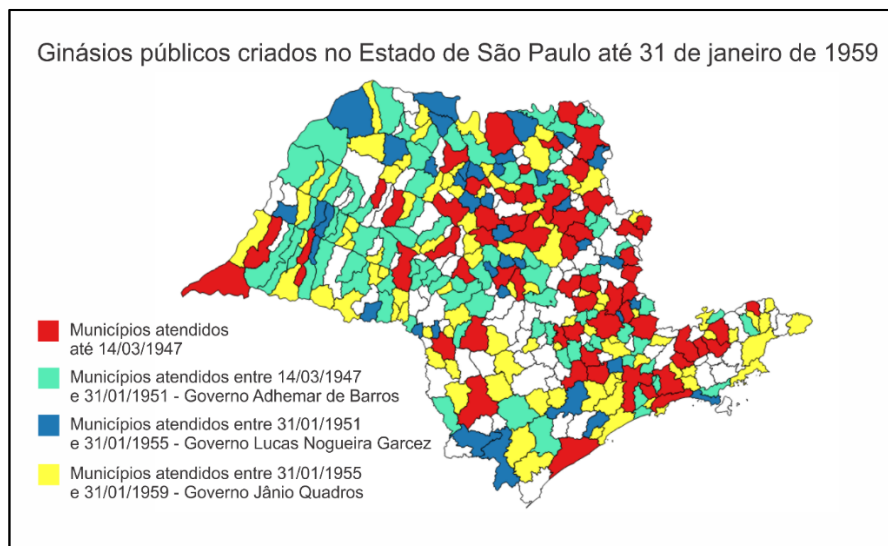 Ginásios públicos criados no Estado de São Paulo até 31 de janeiro de 1959
Municípios atendidos
até 14/03/1947
Municípios atendidos entre 14/03/1947
e 31/01/1951 - Governo Adhemar de Barros
Municípios atendidos entre 31/01/1951
e 31/01/1955 - Governo Lucas Nogueira Garcez
Municípios atendidos entre 31/01/1955
e 31/01/1959 - Governo Jânio Quadros